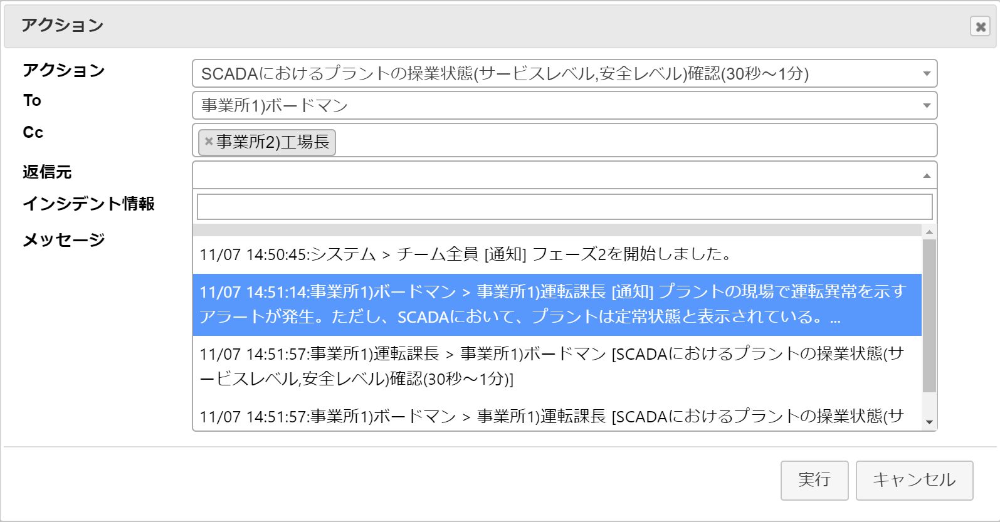 アクション
アクション
SCADAにおけるプラントの操業状態(サービスレベル,安全レベル)確認(30秒～1分)
To
事業所1)ボードマン
Cc
事業所2)工場長
返信元
インシデント情報
メッセージ
11/07 14:50:45:システム > チーム全員 [通知] フェーズ2を開始しました。
11/07 14:51:14:事業所1)ボードマン > 事業所1)運転課長 [通知] プラントの現場で運転異常を示す
アラートが発生。ただし、SCADAにおいて、プラントは定常状態と表示されている。...
11/07 14:51:57:事業所1)運転課長 > 事業所1)ボードマン [SCADAにおけるプラントの操業状態(サ
ービスレベル,安全レベル)確認(30秒～1分)]
11/07 14:51:57:事業所1)ボードマン > 事業所1)運転課長 [SCADAにおけるプラントの操業状態(サ
実行
キャンセル